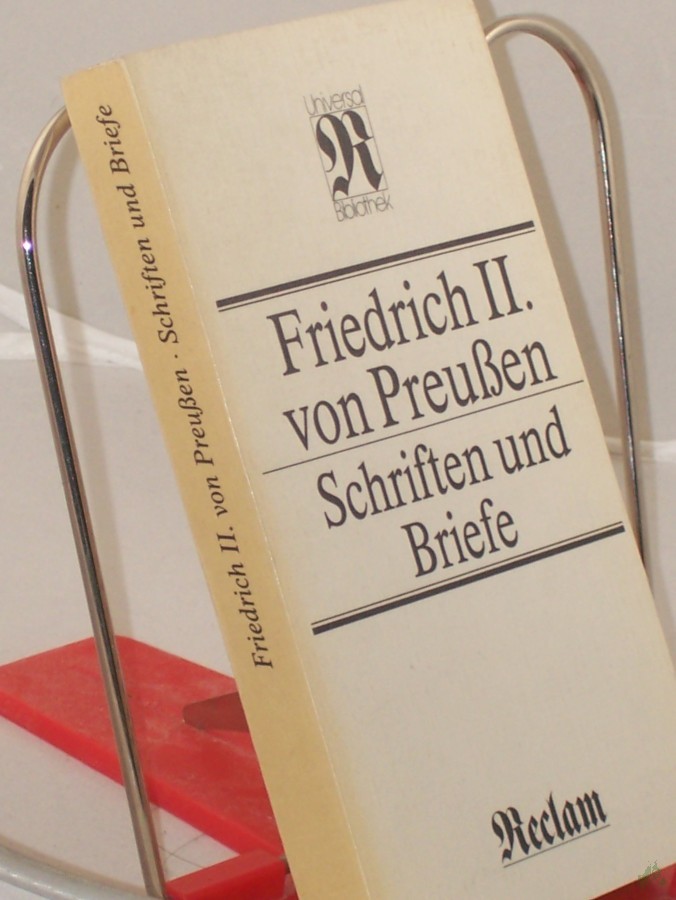 Friedrich II. von Preußen · Schriften und Briefe
Universal
R
Bibliothek
Friedrich II.
von Preußen
Schriften und
Briefe
Reclam